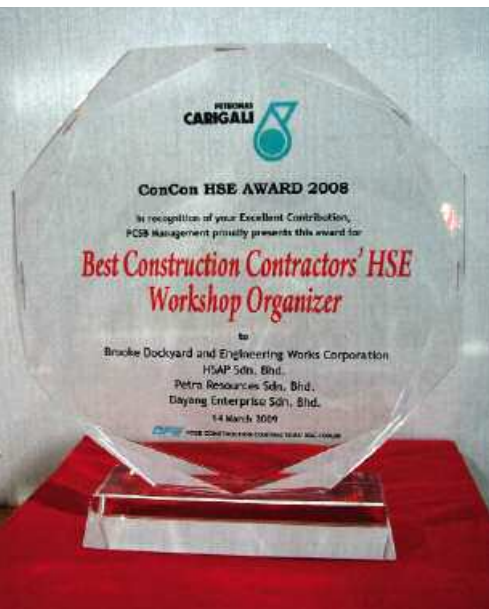 PETRONAS
CARIGALI
ConCon HSE AWARD 2008
In recognition of your Excellent Contribution,
PCSB Management proudly presents this award for
Best Construction Contractors' HSE
Workshop Organizer
to
Brooke Dockyard and Engineering Works Corporation
HSAP Sdn. Bhd.
Petra Resources Sdn. Bhd.
Dayang Enterprise Sdn. Bhd.
14 March 2009
CONSTRUCTION CONTRACTORS'